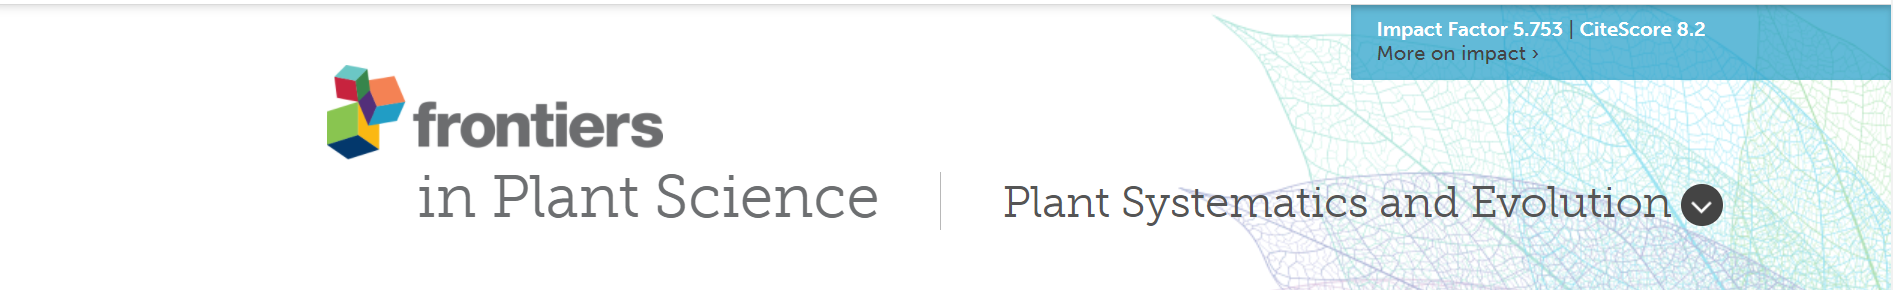 Impact Factor 5.753 | CiteScore 8.2
More on impact ›
frontiers
in Plant Science
Plant Systematics and Evolution